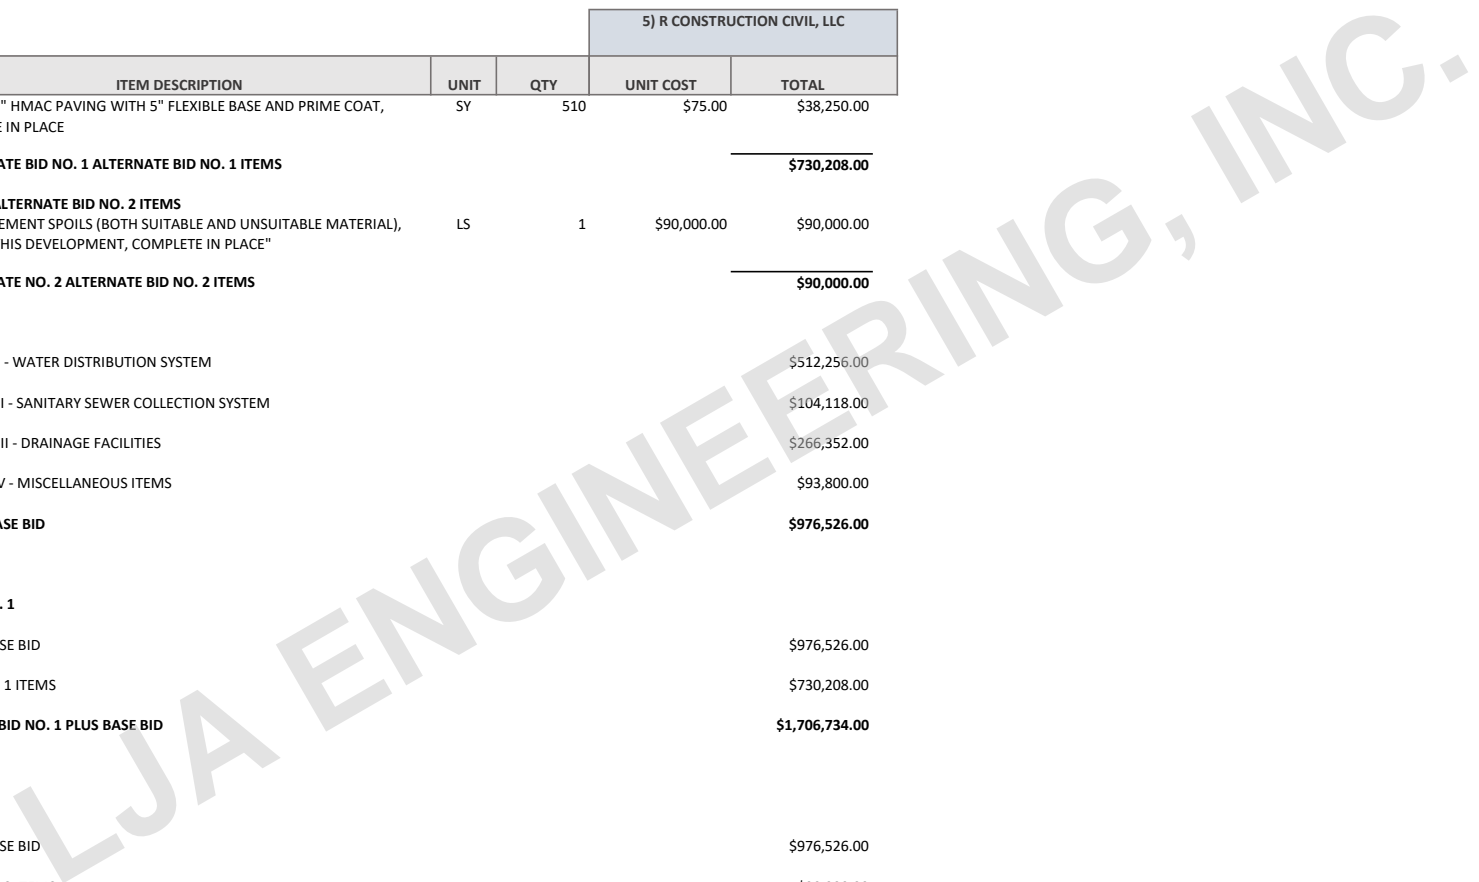 5) R CONSTRUCTION CIVIL, LLC
ITEM DESCRIPTION UNIT QTY UNIT COST TOTAL
" HMAC PAVING WITH 5" FLEXIBLE BASE AND PRIME COAT, SY 510 $75.00 $38,250.00
E IN PLACE
ATE BID NO. 1 ALTERNATE BID NO. 1 ITEMS $730,208.00
ALTERNATE BID NO. 2 ITEMS
EMENT SPOILS (BOTH SUITABLE AND UNSUITABLE MATERIAL), LS 1 $90,000.00 $90,000.00
HIS DEVELOPMENT, COMPLETE IN PLACE"
ATE NO. 2 ALTERNATE BID NO. 2 ITEMS $90,000.00
- WATER DISTRIBUTION SYSTEM $512,256.00
I - SANITARY SEWER COLLECTION SYSTEM $104,118.00
II - DRAINAGE FACILITIES $266,352.00
V - MISCELLANEOUS ITEMS $93,800.00
ASE BID $976,526.00
. 1
SE BID $976,526.00
1 ITEMS $730,208.00
BID NO. 1 PLUS BASE BID $1,706,734.00
SE BID $976,526.00
LJA ENGINEERING, INC.